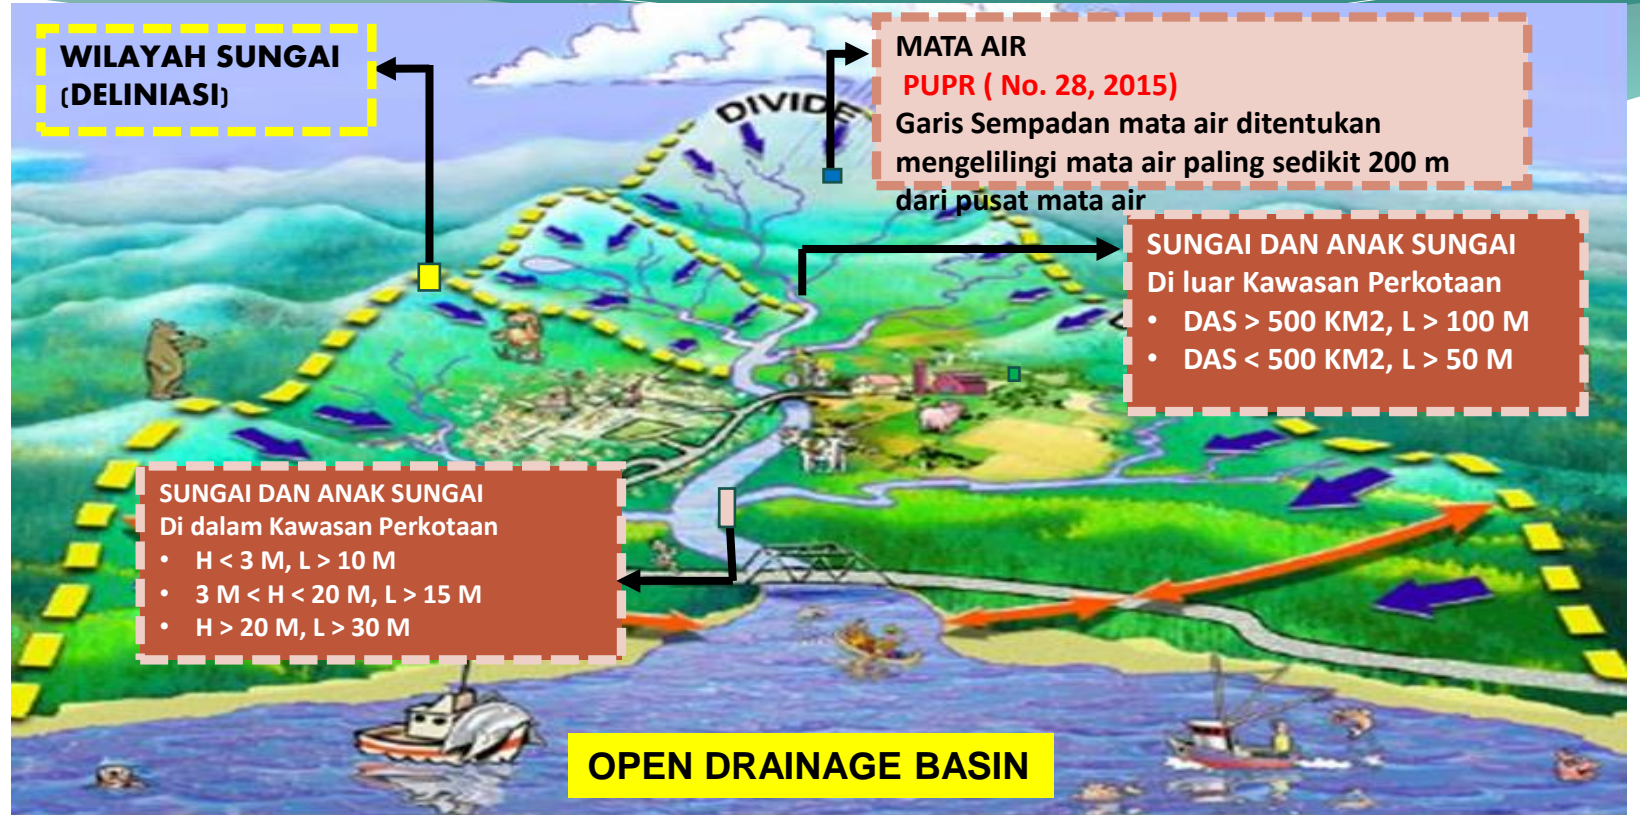 WILAYAH SUNGAI
(DELINIASI)
DIVIDE
MATA AIR
PUPR ( No. 28, 2015)
Garis Sempadan mata air ditentukan
mengelilingi mata air paling sedikit 200 m
dari pusat mata air
SUNGAI DAN ANAK SUNGAI
Di luar Kawasan Perkotaan
• DAS > 500 KM2, L > 100 M
• DAS < 500 KM2, L > 50 M
SUNGAI DAN ANAK SUNGAI
Di dalam Kawasan Perkotaan
• H < 3 M, L > 10 M
• 3 M < H < 20 M, L > 15 M
• H > 20 M, L > 30 M
OPEN DRAINAGE BASIN